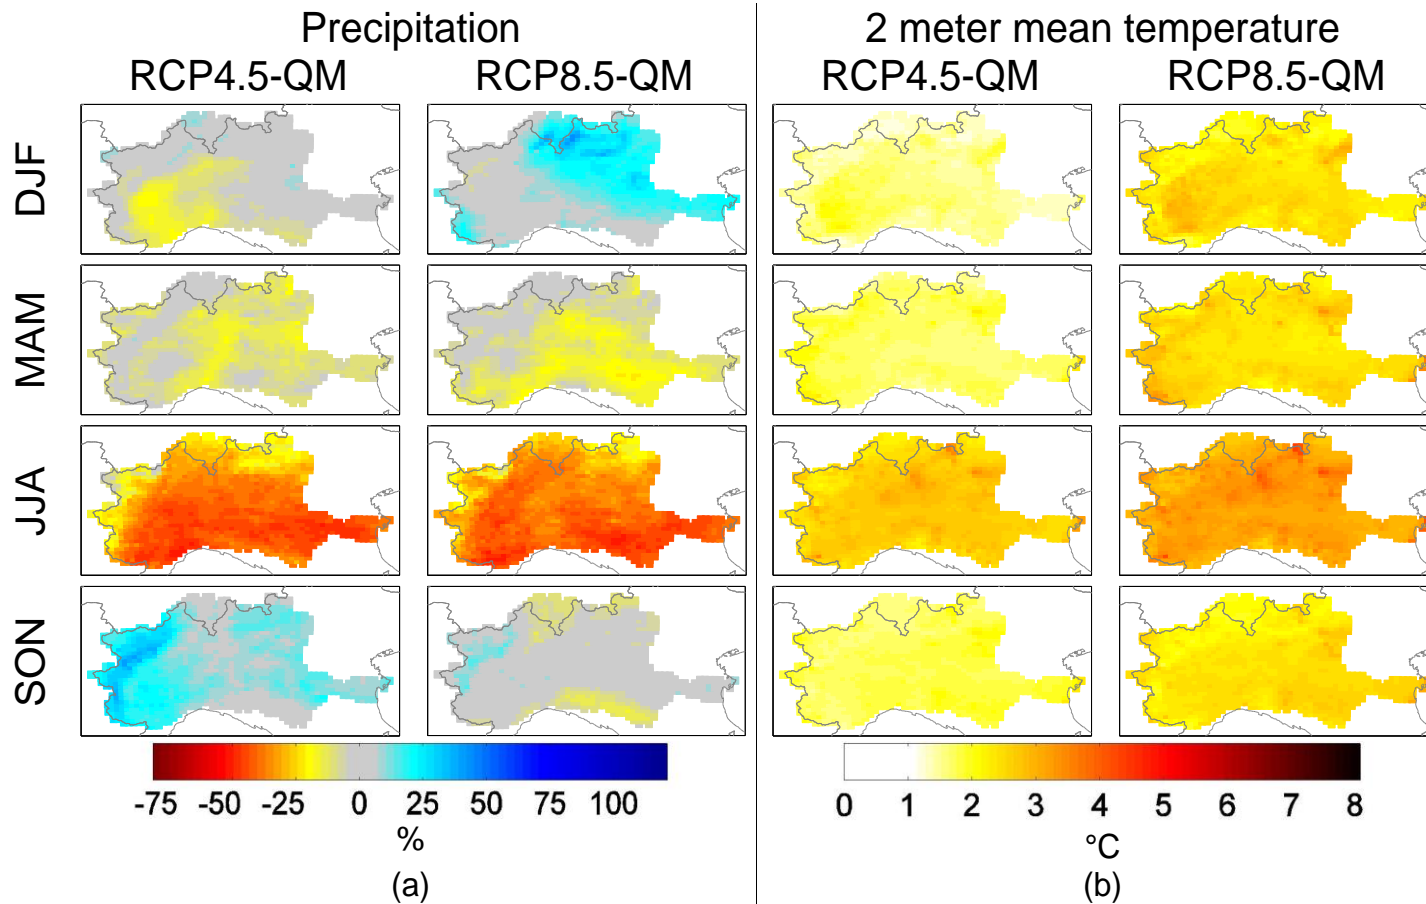 Precipitation
2 meter mean temperature
RCP4.5-QM
RCP8.5-QM
RCP4.5-QM
RCP8.5-QM
DJF
MAM
JJA
SON
-75 -50 -25 0 25 50 75 100
%
0 1 2 3 4 5 6 7 8
°C
(a)
(b)